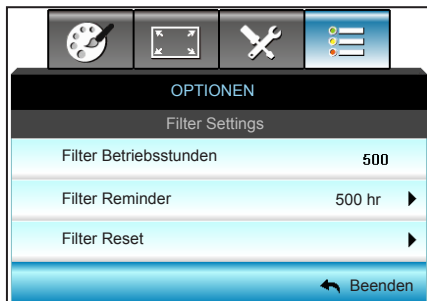 OPTIONEN
Filter Settings
Filter Betriebsstunden 500
Filter Reminder 500 hr
Filter Reset
Beenden